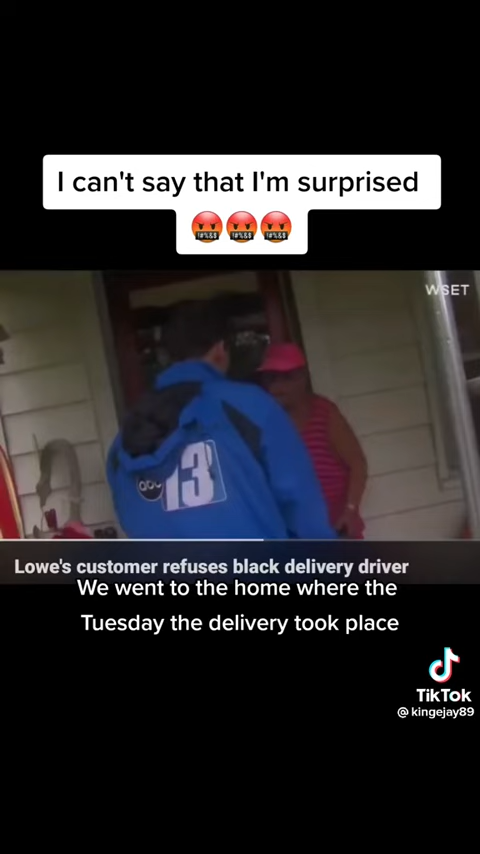 I can't say that I'm surprised
🤬🤬🤬
WSET
abc 13
Lowe's customer refuses black delivery driver
We went to the home where the
Tuesday the delivery took place
TikTok
@ kingejay89